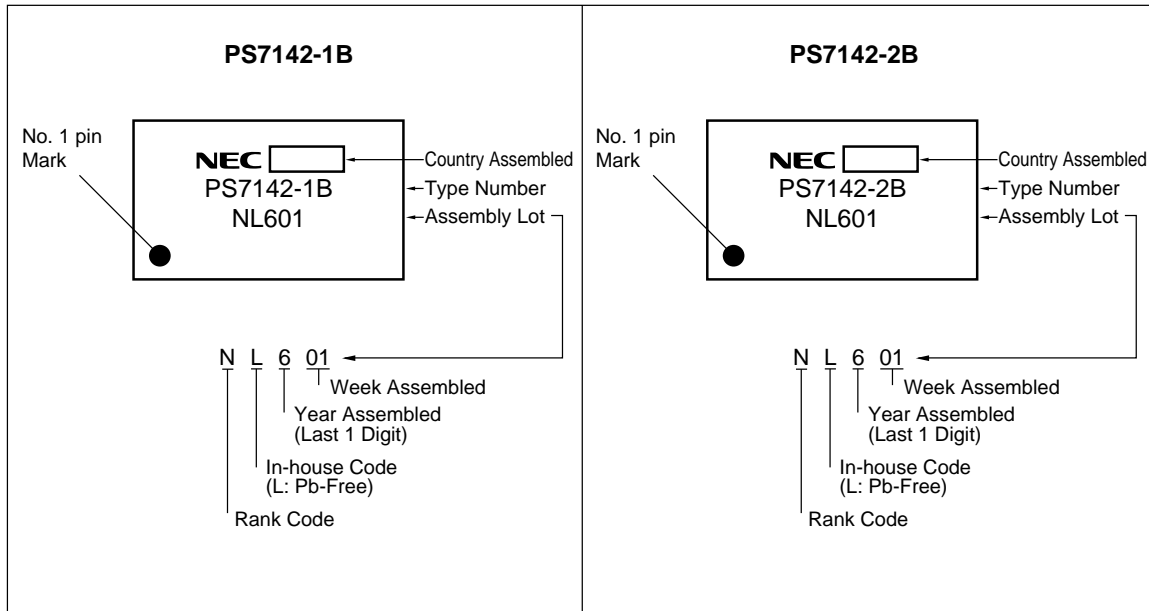 PS7142-1B
No. 1 pin
Mark
NEC
Country Assembled
PS7142-1B
Type Number
NL601
Assembly Lot
N L 6 01
Week Assembled
Year Assembled
(Last 1 Digit)
In-house Code
(L: Pb-Free)
Rank Code
PS7142-2B
No. 1 pin
Mark
NEC
Country Assembled
PS7142-2B
Type Number
NL601
Assembly Lot
N L 6 01
Week Assembled
Year Assembled
(Last 1 Digit)
In-house Code
(L: Pb-Free)
Rank Code